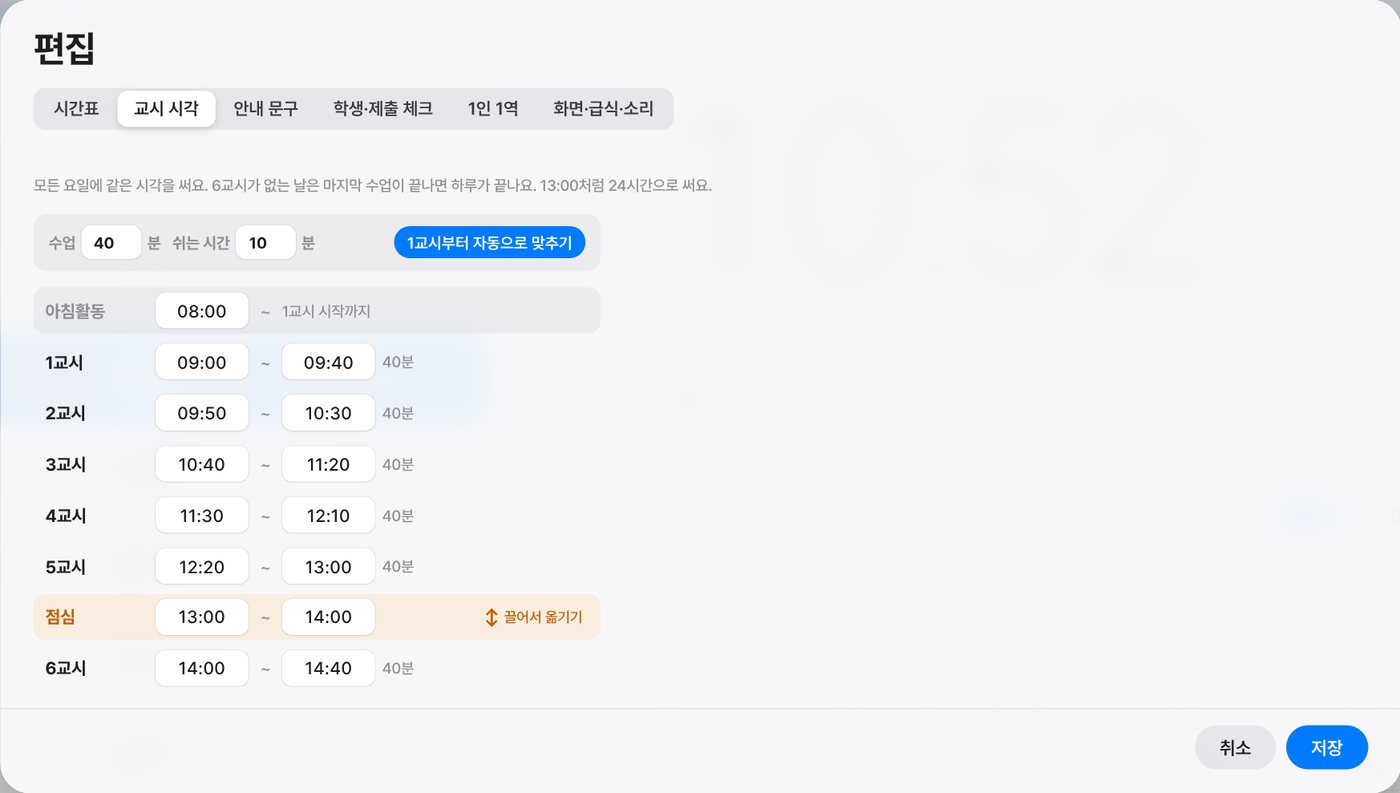 편집
시간표 교시 시각 안내 문구 학생·제출 체크 1인 1역 화면·급식·소리
모든 요일에 같은 시각을 써요. 6교시가 없는 날은 마지막 수업이 끝나면 하루가 끝나요. 13:00처럼 24시간으로 써요.
수업 40 분 쉬는 시간 10 분 1교시부터 자동으로 맞추기
아침활동 08:00 ~ 1교시 시작까지
1교시 09:00 ~ 09:40 40분
2교시 09:50 ~ 10:30 40분
3교시 10:40 ~ 11:20 40분
4교시 11:30 ~ 12:10 40분
5교시 12:20 ~ 13:00 40분
점심 13:00 ~ 14:00 끌어서 옮기기
6교시 14:00 ~ 14:40 40분
취소 저장
10:52